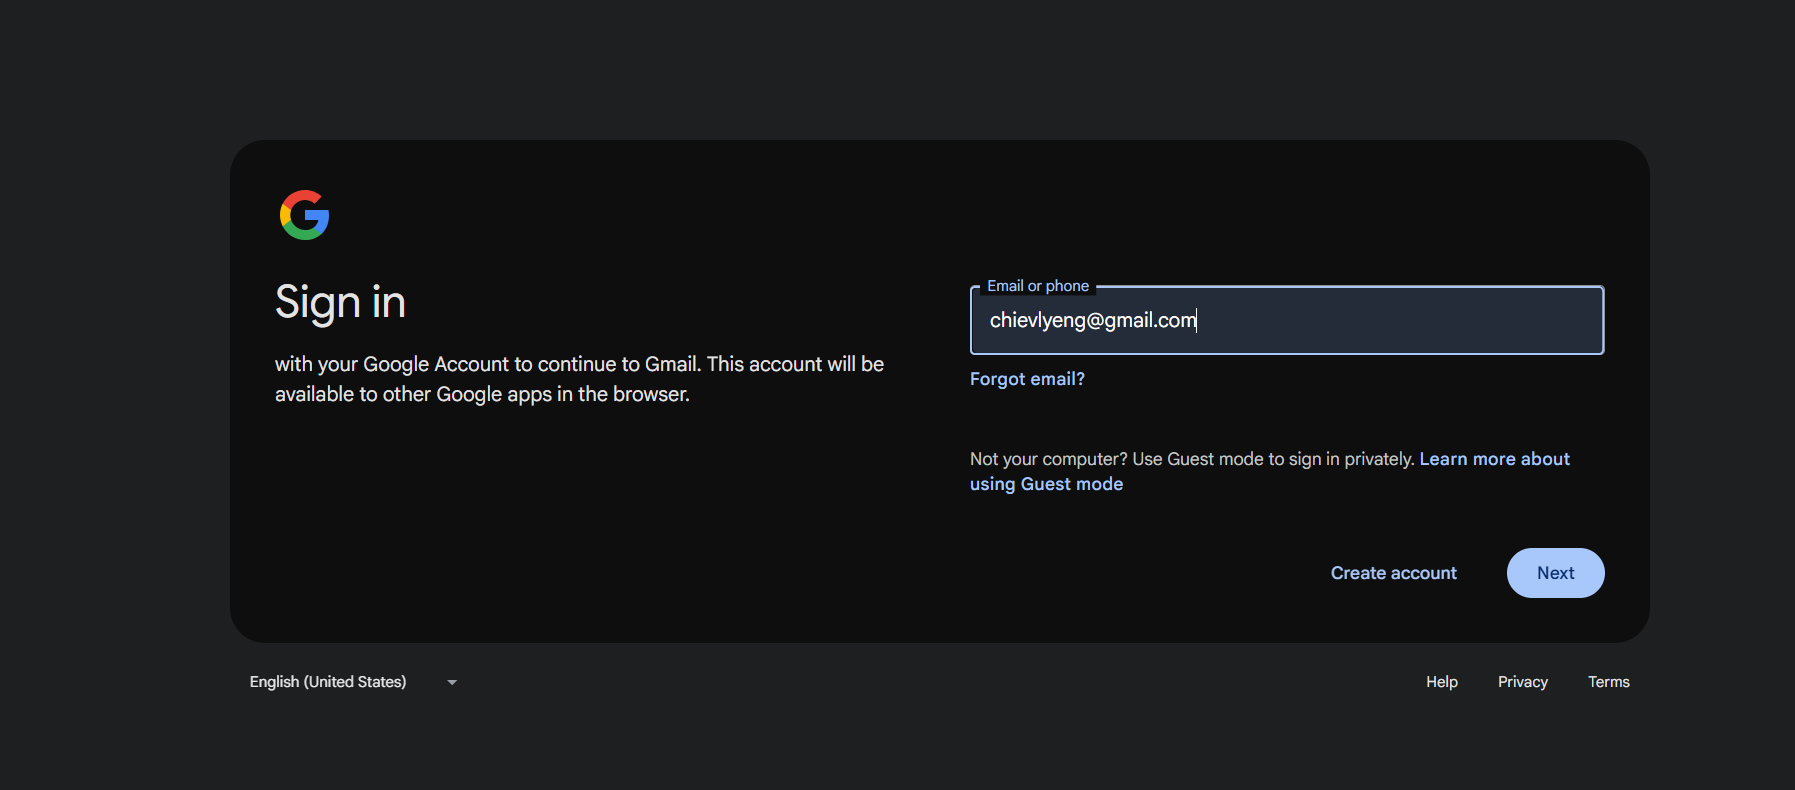 Sign in
with your Google Account to continue to Gmail. This account will be
available to other Google apps in the browser.
Email or phone
chievlyeng@gmail.com
Forgot email?
Not your computer? Use Guest mode to sign in privately. Learn more about
using Guest mode
Create account
Next
English (United States)
Help
Privacy
Terms